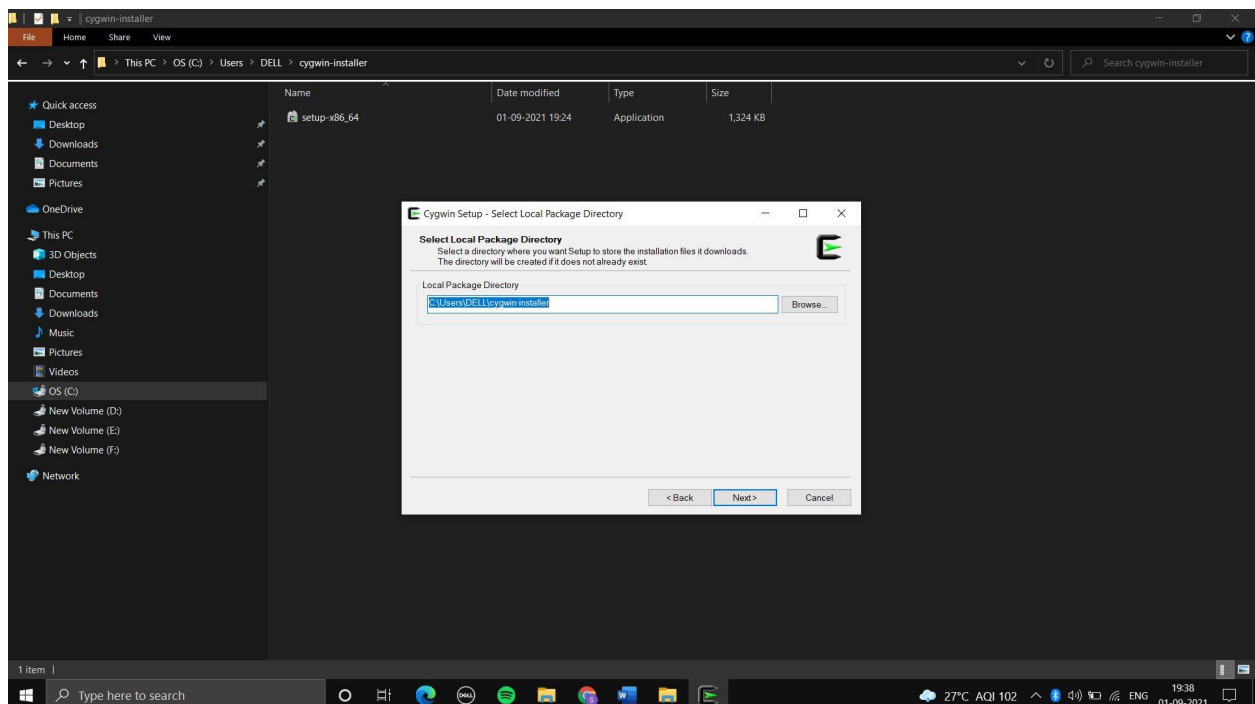 cygwin-installer
File Home Share View
This PC > OS (C:) > Users > DELL > cygwin-installer
Search cygwin-installer
Name Date modified Type Size
setup-x86_64 01-09-2021 19:24 Application 1,324 KB
Quick access
Desktop
Downloads
Documents
Pictures
OneDrive
This PC
3D Objects
Desktop
Documents
Downloads
Music
Pictures
Videos
OS (C:)
New Volume (D:)
New Volume (E:)
New Volume (F:)
Network
Cygwin Setup - Select Local Package Directory
Select Local Package Directory
Select a directory where you want Setup to store the installation files it downloads.
The directory will be created if it does not already exist.
Local Package Directory
C:\Users\DELL\cygwin-installer
Browse...
< Back Next > Cancel
1 item
Type here to search
DELL
27°C AQI 102 ENG 19:38
01-09-2021